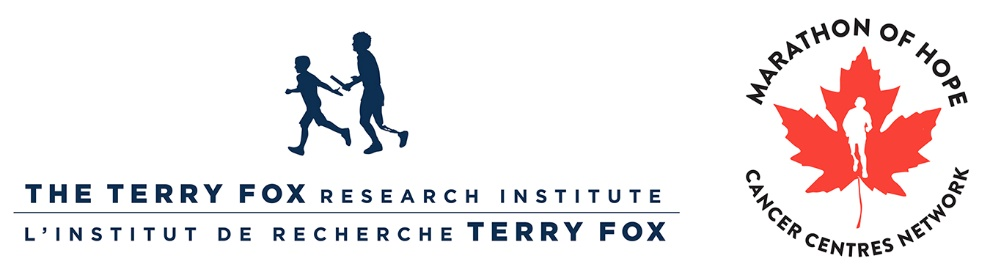 THE TERRY FOX RESEARCH INSTITUTE
L'INSTITUT DE RECHERCHE TERRY FOX
MARATHON OF HOPE
CANCER CENTRES NETWORK